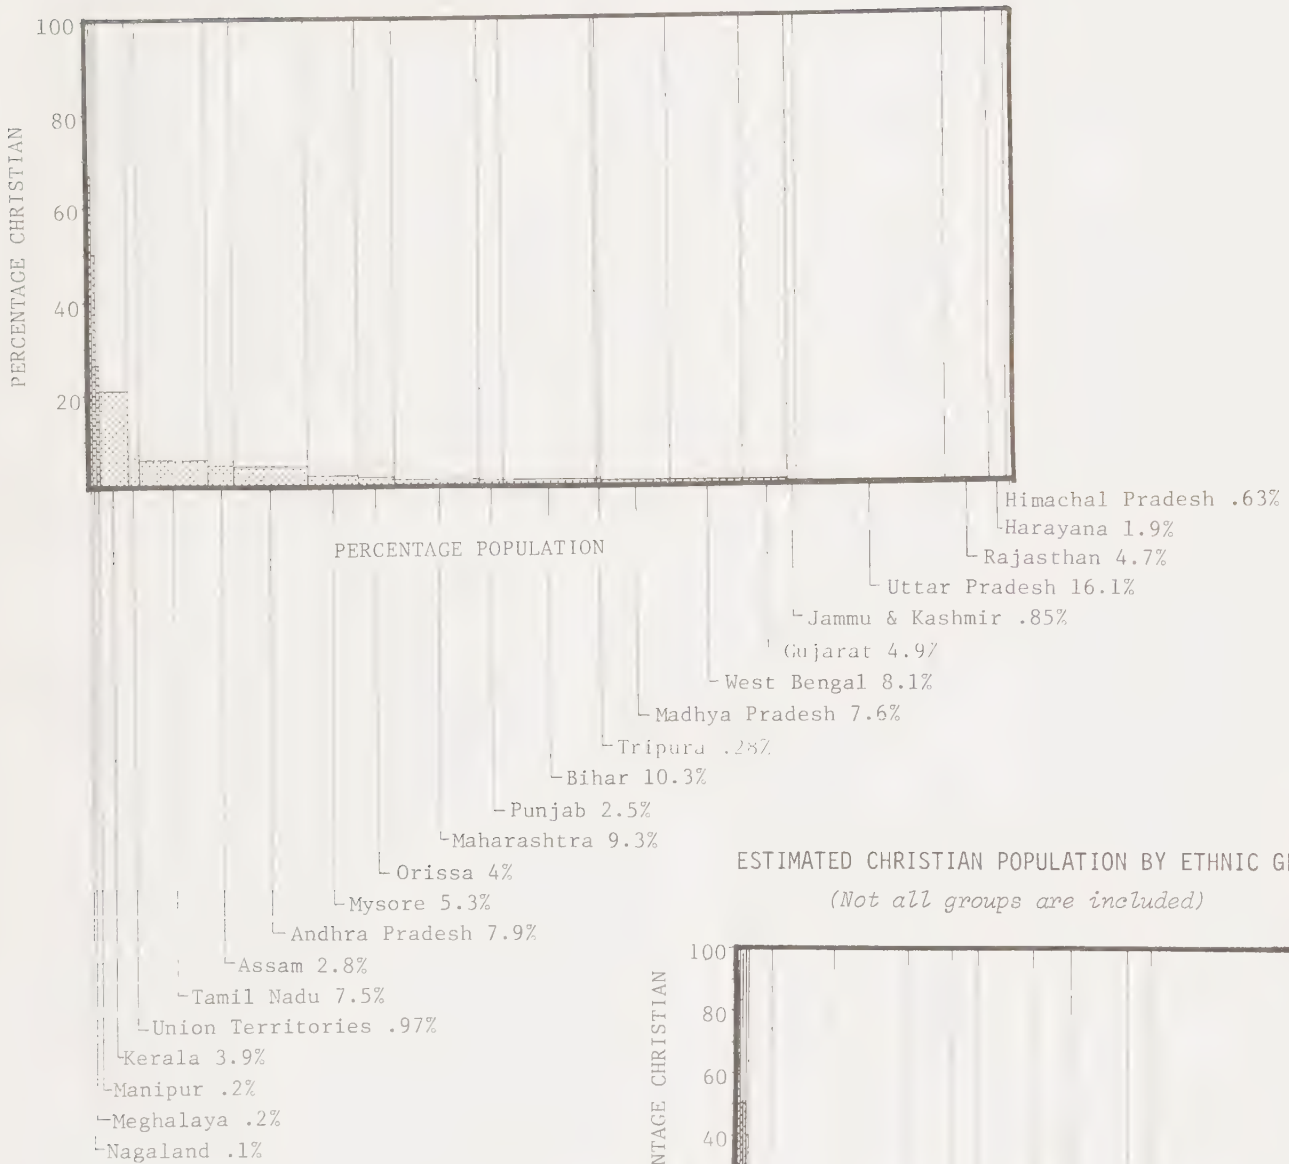 100
80
60
40
20
PERCENTAGE CHRISTIAN
PERCENTAGE POPULATION
Himachal Pradesh .63%
Harayana 1.9%
Rajasthan 4.7%
Uttar Pradesh 16.1%
Jammu & Kashmir .85%
Gujarat 4.9%
West Bengal 8.1%
Madhya Pradesh 7.6%
Tripura .28%
Bihar 10.3%
Punjab 2.5%
Maharashtra 9.3%
Orissa 4%
Mysore 5.3%
Andhra Pradesh 7.9%
Assam 2.8%
Tamil Nadu 7.5%
Union Territories .97%
Kerala 3.9%
Manipur .2%
Meghalaya .2%
Nagaland .1%
ESTIMATED CHRISTIAN POPULATION BY ETHNIC
(Not all groups are included)
100
80
60
40
CHRISTIAN